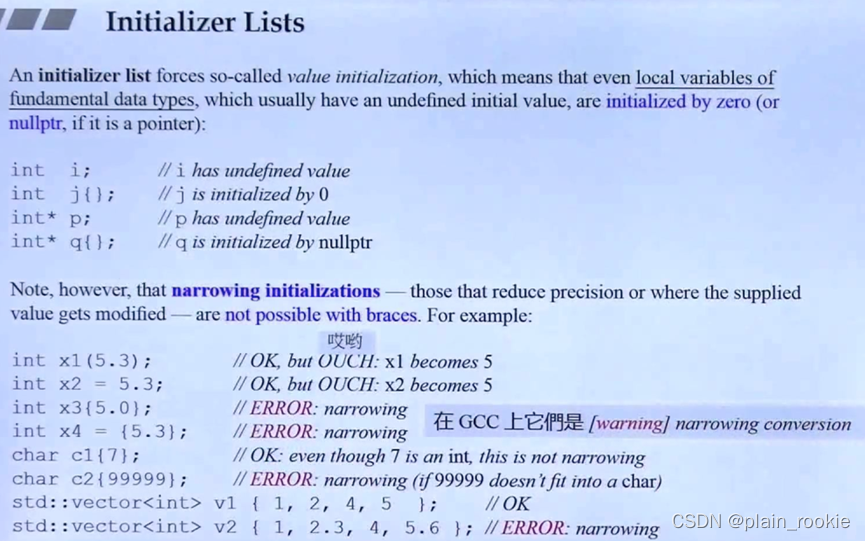 Initializer Lists
An initializer list forces so-called value initialization, which means that even local variables of
fundamental data types, which usually have an undefined initial value, are initialized by zero (or
nullptr, if it is a pointer):
int i; // i has undefined value
int j{}; // j is initialized by 0
int* p; // p has undefined value
int* q{}; // q is initialized by nullptr
Note, however, that narrowing initializations — those that reduce precision or where the supplied
value gets modified — are not possible with braces. For example:
哎哟
int x1(5.3); // OK, but OUCH: x1 becomes 5
int x2 = 5.3; // OK, but OUCH: x2 becomes 5
int x3{5.0}; // ERROR: narrowing
在 GCC 上它們是 [warning] narrowing conversion
int x4 = {5.3}; // ERROR: narrowing
char c1{7}; // OK: even though 7 is an int, this is not narrowing
char c2{99999}; // ERROR: narrowing (if 99999 doesn't fit into a char)
std::vector<int> v1 { 1, 2, 4, 5 }; // OK
std::vector<int> v2 { 1, 2.3, 4, 5.6 }; // ERROR: narrowing
CSDN @plain_rookie